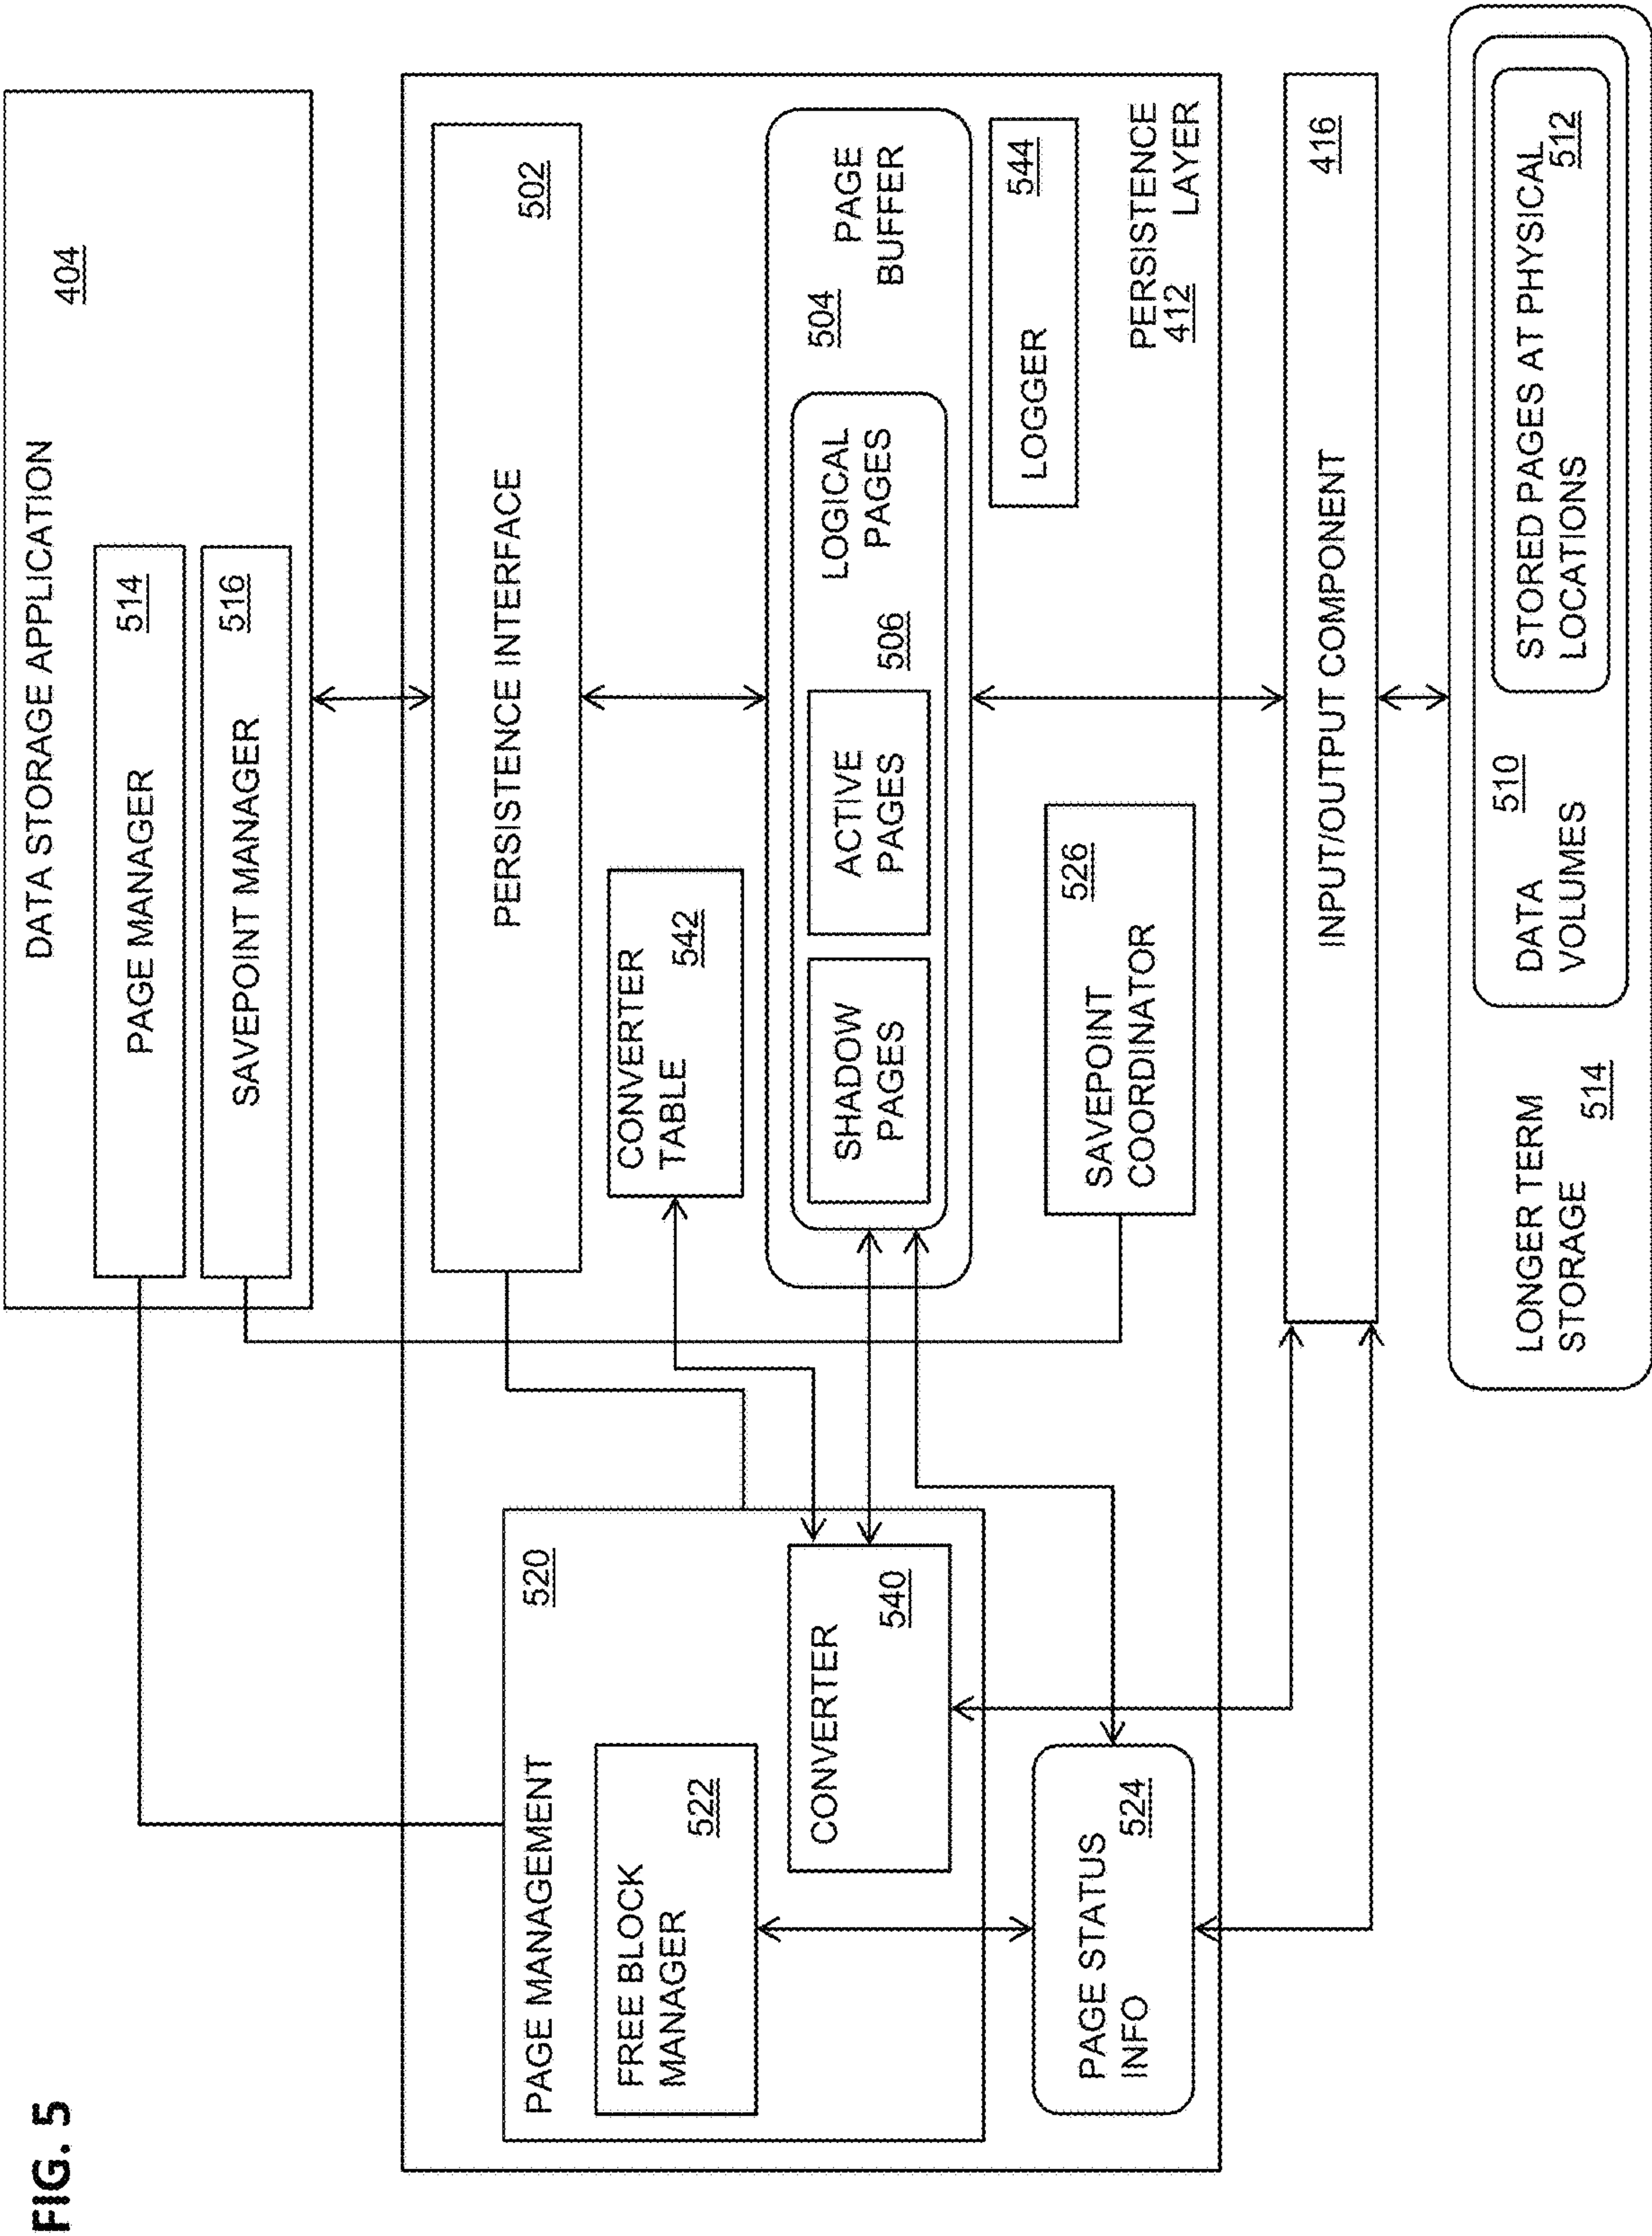 FIG. 5
DATA STORAGE APPLICATION
404
PAGE MANAGER 514
SAVEPOINT MANAGER 516
PERSISTENCE INTERFACE 502
PAGE MANAGEMENT 520
FREE BLOCK
MANAGER 522
CONVERTER
540
CONVERTER
TABLE 542
PAGE
BUFFER
504
LOGICAL
PAGES
506
SHADOW
PAGES
ACTIVE
PAGES
PAGE STATUS
INFO 524
SAVEPOINT 526
COORDINATOR
LOGGER 544
PERSISTENCE
412 LAYER
INPUT/OUTPUT COMPONENT 416
LONGER TERM
STORAGE 514
DATA 510
VOLUMES
STORED PAGES AT PHYSICAL
LOCATIONS 512